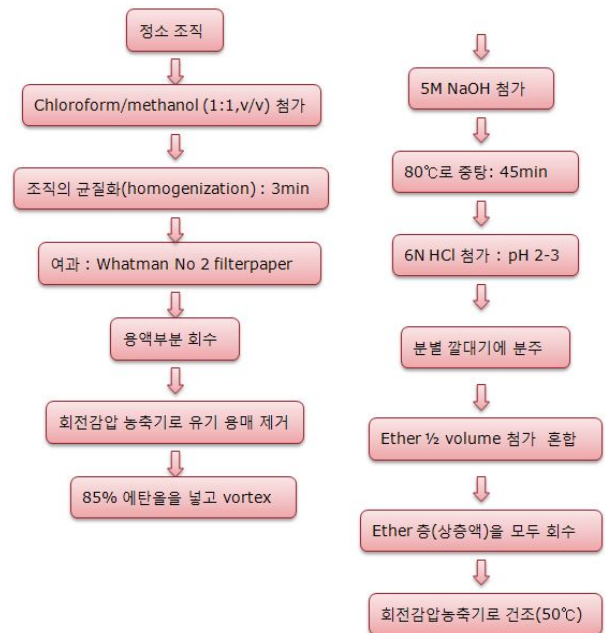 정소 조직
Chloroform/methanol (1:1,v/v) 첨가
조직의 균질화(homogenization) : 3min
여과 : Whatman No 2 filterpaper
용액부분 회수
회전감압 농축기로 유기 용매 제거
85% 에탄올을 넣고 vortex
5M NaOH 첨가
80℃로 중탕: 45min
6N HCl 첨가 : pH 2-3
분별 깔대기에 분주
Ether ½ volume 첨가 혼합
Ether 층(상층액)을 모두 회수
회전감압농축기로 건조(50℃)